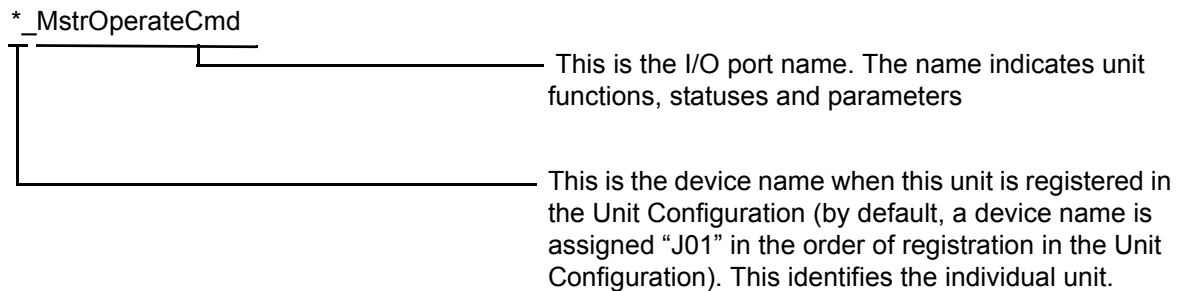 *_MstrOperateCmd
This is the I/O port name. The name indicates unit
functions, statuses and parameters
This is the device name when this unit is registered in
the Unit Configuration (by default, a device name is
assigned “J01” in the order of registration in the Unit
Configuration). This identifies the individual unit.